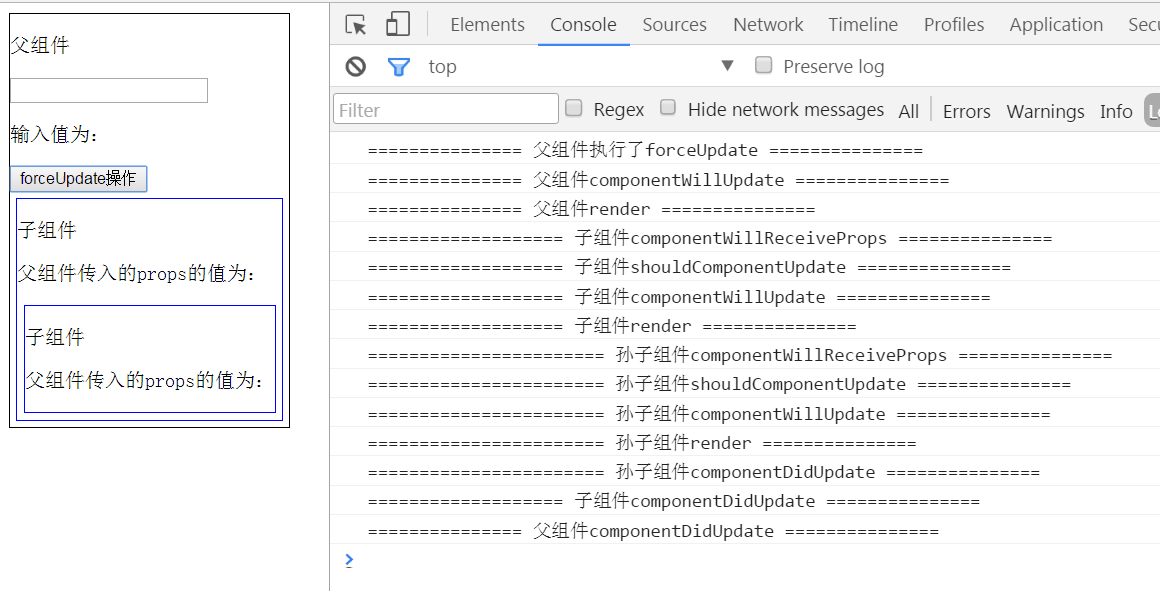 父组件
输入值为：
forceUpdate操作
子组件
父组件传入的props的值为：
子组件
父组件传入的props的值为：
Elements Console Sources Network Timeline Profiles Application Sec
top ▼ Preserve log
Filter Regex Hide network messages All Errors Warnings Info
=============== 父组件执行了forceUpdate ===============
=============== 父组件componentWillUpdate ===============
=============== 父组件render ===============
=================== 子组件componentWillReceiveProps ===============
=================== 子组件shouldComponentUpdate ===============
=================== 子组件componentWillUpdate ===============
=================== 子组件render ===============
======================= 孙子组件componentWillReceiveProps ===============
======================= 孙子组件shouldComponentUpdate ===============
======================= 孙子组件componentWillUpdate ===============
======================= 孙子组件render ===============
======================= 孙子组件componentDidUpdate ===============
=================== 子组件componentDidUpdate ===============
=============== 父组件componentDidUpdate ===============